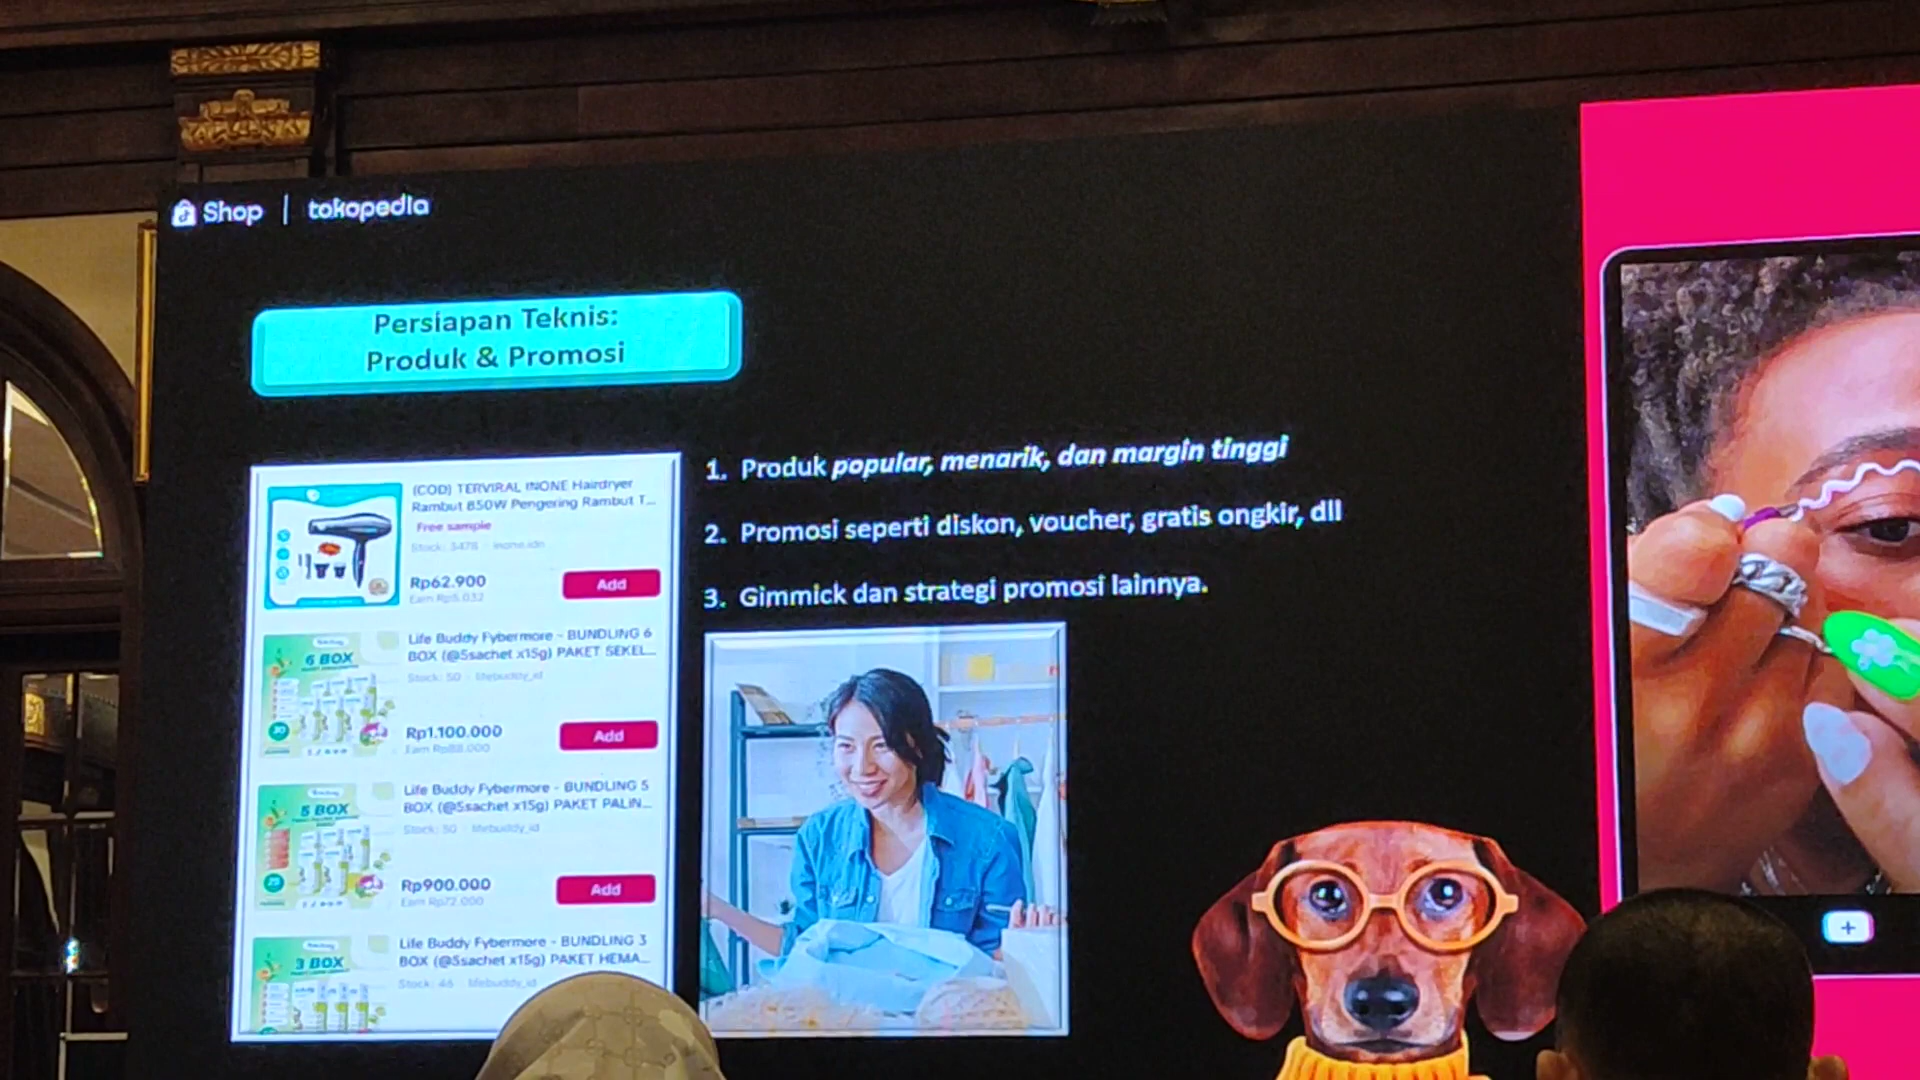 Shop | tokopedia
Persiapan Teknis:
Produk & Promosi
1. Produk popular, menarik, dan margin tinggi
2. Promosi seperti diskon, voucher, gratis ongkir, dll
3. Gimmick dan strategi promosi lainnya.
(COD) TERVIRAL INONE Hairdryer
Rambut 850W Pengering Rambut T...
Free sample
Stock: 3478 · inone.idn
Rp62.900
Earn Rp5.032
Add
6 BOX
Life Buddy Fybermore - BUNDLING 6
BOX (@5sachet x15g) PAKET SEKEL...
Stock: 50 · lifebuddy_id
Rp1.100.000
Earn Rp88.000
Add
5 BOX
Life Buddy Fybermore - BUNDLING 5
BOX (@5sachet x15g) PAKET PALIN...
Stock: 50 · lifebuddy_id
Rp900.000
Earn Rp72.000
Add
3 BOX
Life Buddy Fybermore - BUNDLING 3
BOX (@5sachet x15g) PAKET HEMA...
Stock: 46 · lifebuddy_id